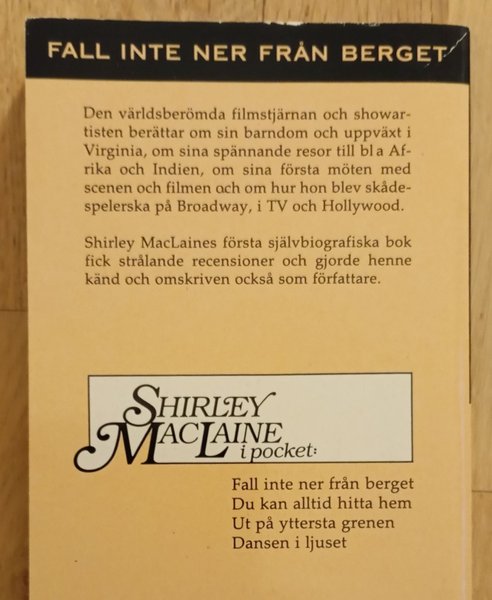 FALL INTE NER FRÅN BERGET
Den världsberömda filmstjärnan och showar-
tisten berättar om sin barndom och uppväxt i
Virginia, om sina spännande resor till bl a Af-
rika och Indien, om sina första möten med
scenen och filmen och om hur hon blev skåde-
spelerska på Broadway, i TV och Hollywood.
Shirley MacLaines första självbiografiska bok
fick strålande recensioner och gjorde henne
känd och omskriven också som författare.
SHIRLEY
MACLAINE
i pocket:
Fall inte ner från berget
Du kan alltid hitta hem
Ut på yttersta grenen
Dansen i ljuset